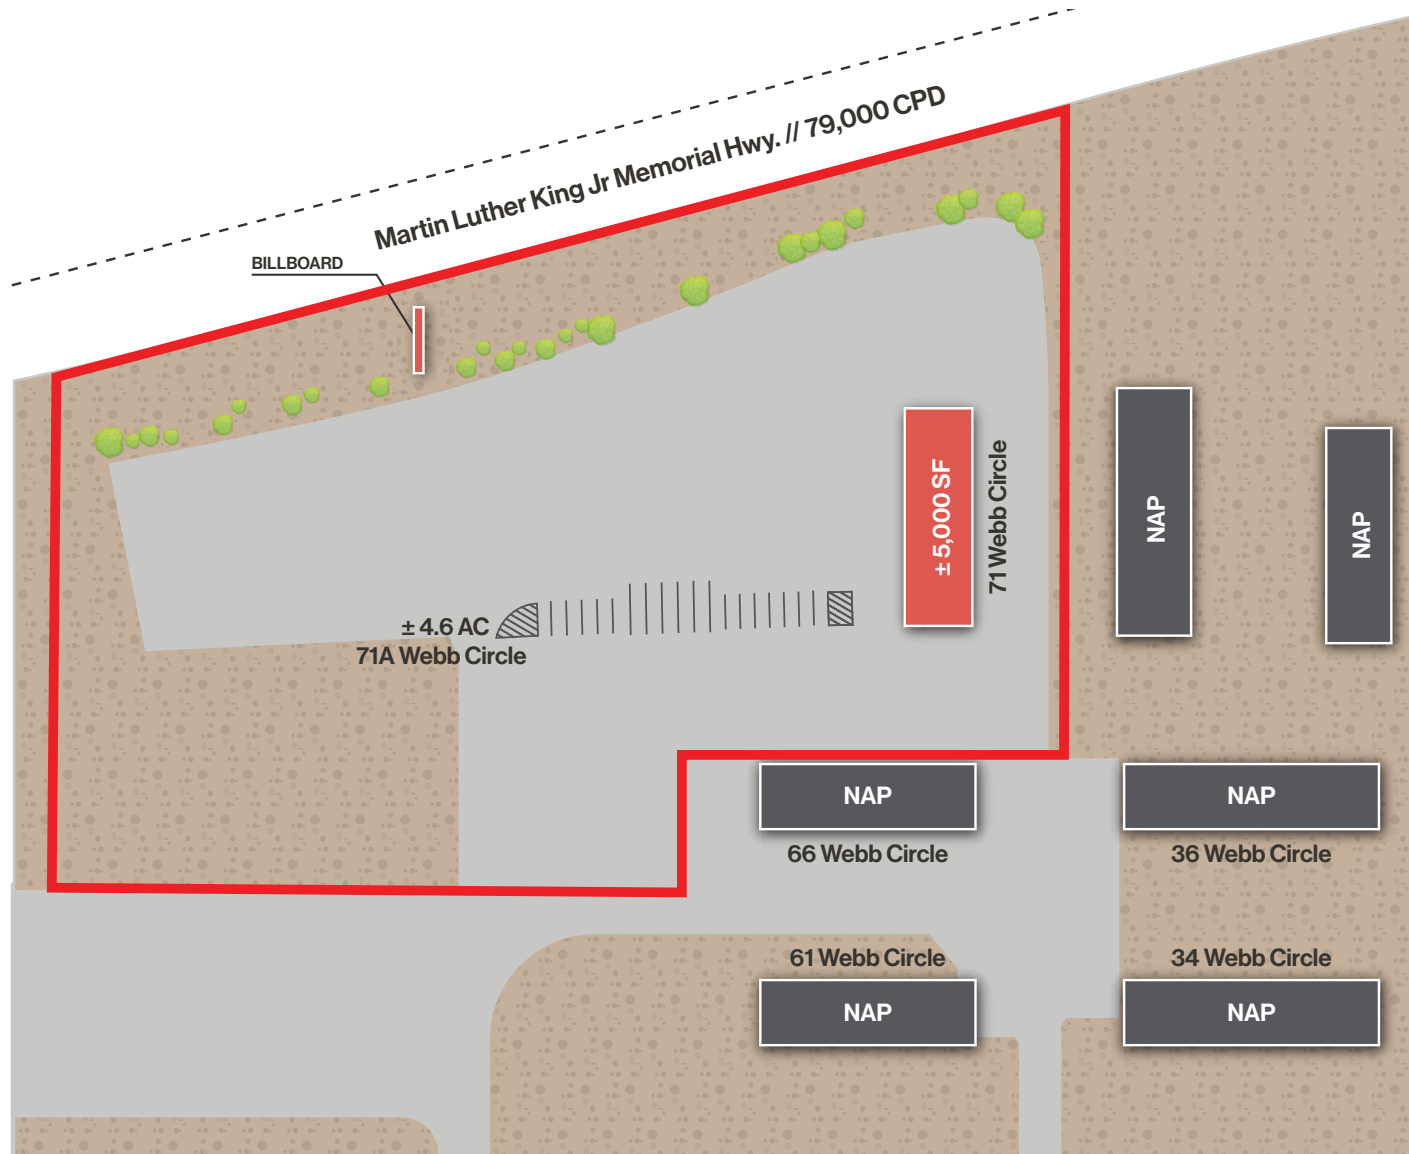 Martin Luther King Jr Memorial Hwy. // 79,000 CPD
BILLBOARD
± 5,000 SF
71 Webb Circle
NAP
NAP
± 4.6 AC
71A Webb Circle
NAP
66 Webb Circle
NAP
36 Webb Circle
61 Webb Circle
NAP
34 Webb Circle
NAP